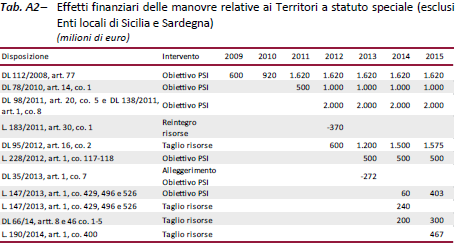 Tab. A2– Effetti finanziari delle manovre relative ai Territori a statuto speciale (esclusi
Enti locali di Sicilia e Sardegna)
(milioni di euro)
Disposizione Intervento 2009 2010 2011 2012 2013 2014 2015
DL 112/2008, art. 77 Obiettivo PSI 600 920 1.620 1.620 1.620 1.620 1.620
DL 78/2010, art. 14, co. 1 Obiettivo PSI 500 1.000 1.000 1.000 1.000
DL 98/2011, art. 20, co. 5 e DL 138/2011,
art. 1, co. 8 Obiettivo PSI 2.000 2.000 2.000 2.000
L. 183/2011, art. 30, co. 1 Reintegro
risorse -370
DL 95/2012, art. 16, co. 2 Taglio risorse 600 1.200 1.500 1.575
L. 228/2012, art. 1, co. 117-118 Obiettivo PSI 500 500 500
DL 35/2013, art. 1, co. 7 Alleggerimento
Obiettivo PSI -272
L. 147/2013, art. 1, co. 429, 496 e 526 Obiettivo PSI 60 403
L. 147/2013, art. 1, co. 429, 496 e 526 Taglio risorse 240
DL 66/14, artt. 8 e 46 co. 1-5 Taglio risorse 200 300
L. 190/2014, art. 1, co. 400 Taglio risorse 467